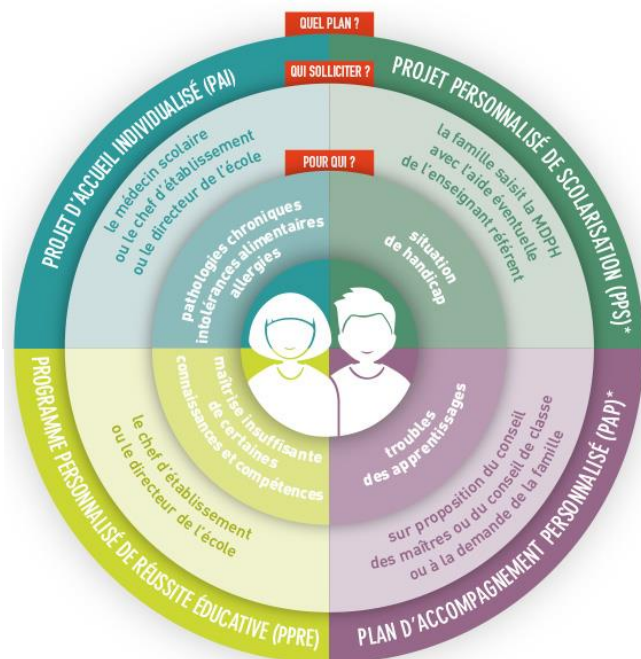 QUEL PLAN ?
QUI SOLLICITER ?
POUR QUI ?
PROJET D'ACCUEIL INDIVIDUALISÉ (PAI)
le médecin scolaire
ou le chef d'établissement
ou le directeur de l'école
pathologies chroniques
intolérances alimentaires
allergies
PROJET PERSONNALISÉ DE SCOLARISATION (PPS)*
la famille saisit la MDPH
avec l'aide éventuelle
de l'enseignant référent
situation
de handicap
PROGRAMME PERSONNALISÉ DE RÉUSSITE ÉDUCATIVE (PPRE)
le chef d'établissement
ou le directeur de l'école
maîtrise insuffisante
de certaines
connaissances et compétences
PLAN D'ACCOMPAGNEMENT PERSONNALISÉ (PAP)*
sur proposition du conseil
des maîtres ou du conseil de classe
ou à la demande de la famille
troubles
des apprentissages